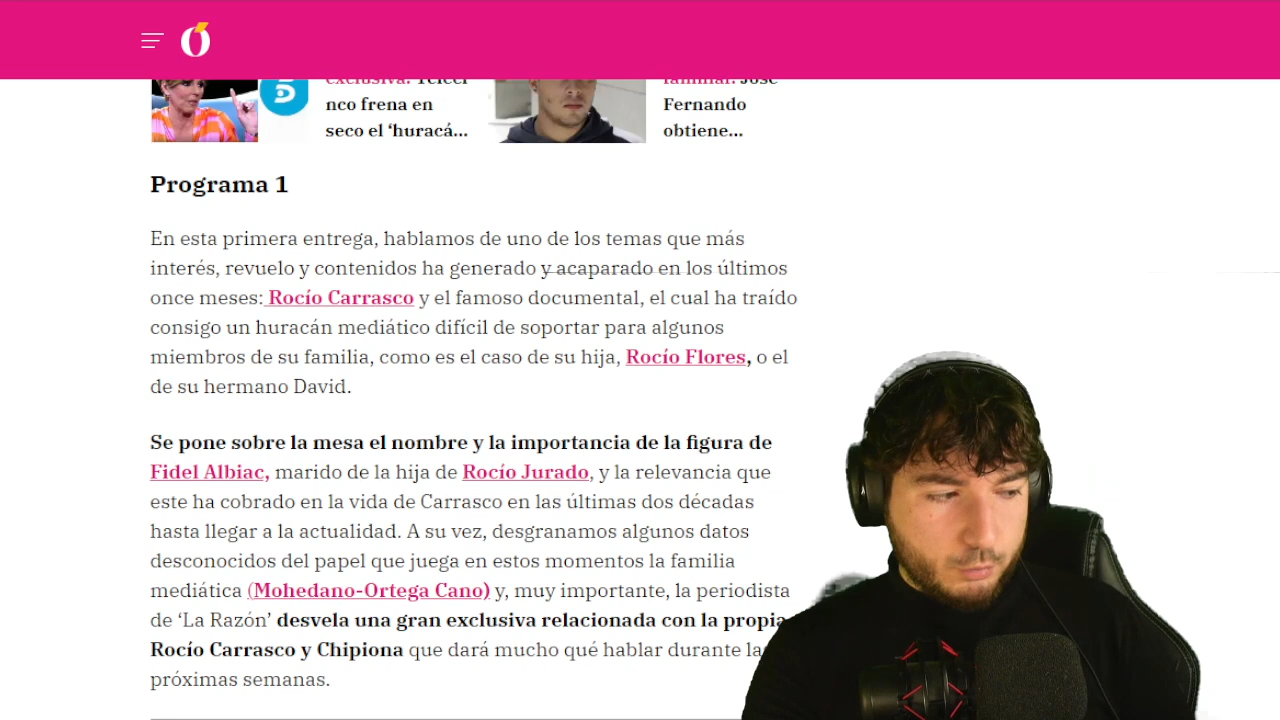 exclusiva: Teleci
nco frena en
seco el ‘huracá...
familiar: José
Fernando
obtiene...
Programa 1
En esta primera entrega, hablamos de uno de los temas que más
interés, revuelo y contenidos ha generado y acaparado en los últimos
once meses: Rocío Carrasco y el famoso documental, el cual ha traído
consigo un huracán mediático difícil de soportar para algunos
miembros de su familia, como es el caso de su hija, Rocío Flores, o el
de su hermano David.
Se pone sobre la mesa el nombre y la importancia de la figura de
Fidel Albiac, marido de la hija de Rocío Jurado, y la relevancia que
este ha cobrado en la vida de Carrasco en las últimas dos décadas
hasta llegar a la actualidad. A su vez, desgranamos algunos datos
desconocidos del papel que juega en estos momentos la familia
mediática (Mohedano-Ortega Cano) y, muy importante, la periodista
de ‘La Razón’ desvela una gran exclusiva relacionada con la propia
Rocío Carrasco y Chipiona que dará mucho qué hablar durante las
próximas semanas.